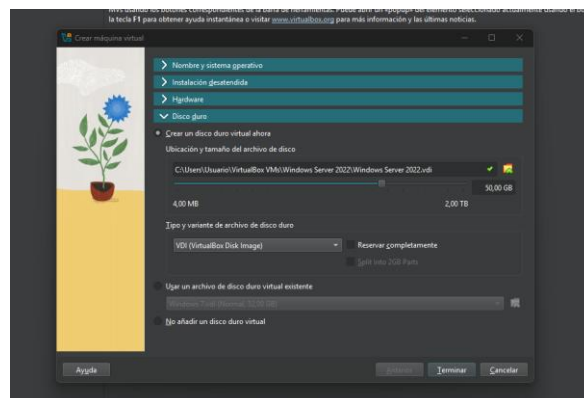 MVs usando los botones correspondientes de la barra de herramientas. Puede abrir un «popup» del elemento seleccionado actualmente usando el
la tecla F1 para obtener ayuda instantánea o visitar www.virtualbox.org para más información y las últimas noticias.
Crear máquina virtual
Nombre y sistema operativo
Instalación desatendida
Hardware
Disco duro
Crear un disco duro virtual ahora
Ubicación y tamaño del archivo de disco
C:\Users\Usuario\VirtualBox VMs\Windows Server 2022\Windows Server 2022.vdi
50,00 GB
4,00 MB 2,00 TB
Tipo y variante de archivo de disco duro
VDI (VirtualBox Disk Image) Reservar completamente
Split into 2GB Parts
Usar un archivo de disco duro virtual existente
No añadir un disco duro virtual
Ayuda Anterior Terminar Cancelar